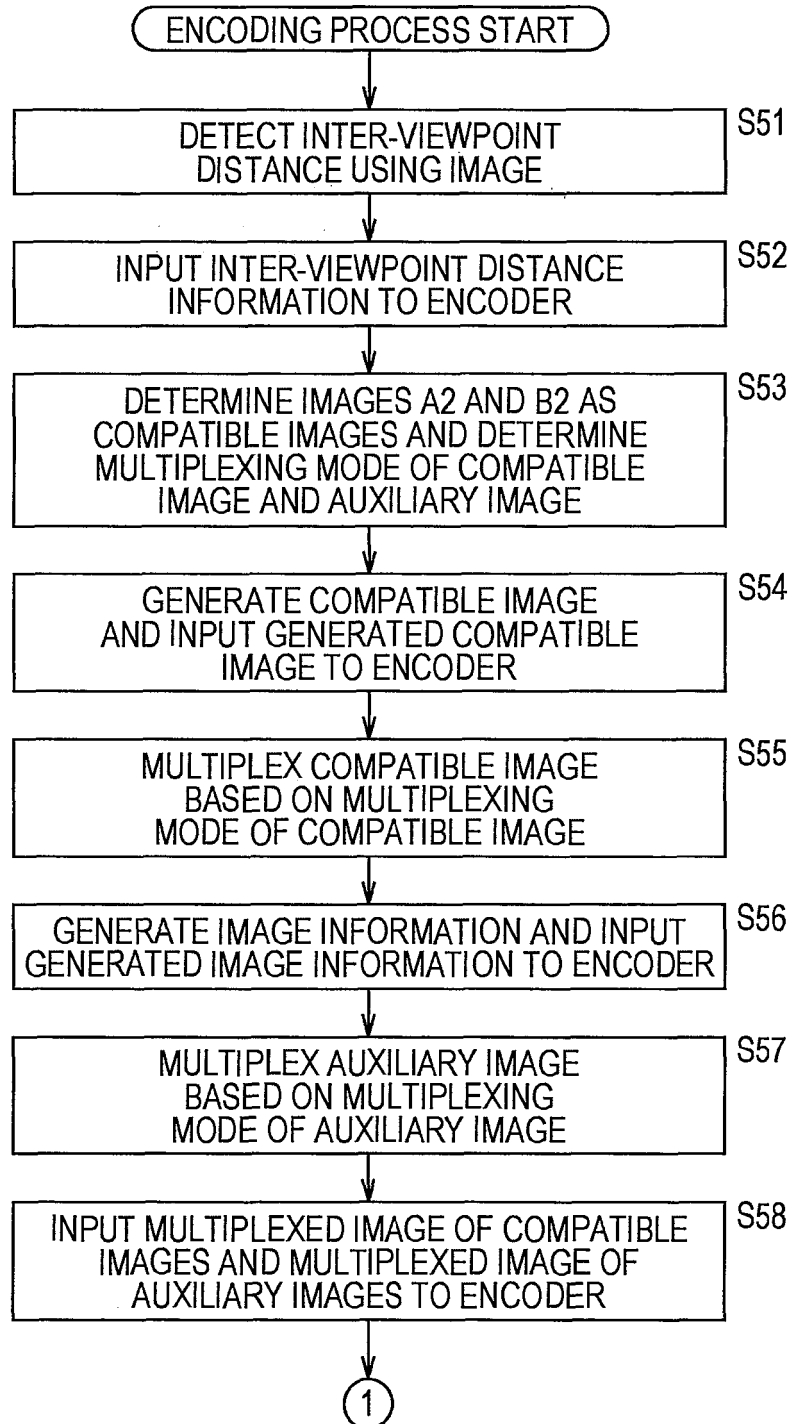 ENCODING PROCESS START
S51
DETECT INTER-VIEWPOINT
DISTANCE USING IMAGE
S52
INPUT INTER-VIEWPOINT DISTANCE
INFORMATION TO ENCODER
S53
DETERMINE IMAGES A2 AND B2 AS
COMPATIBLE IMAGES AND DETERMINE
MULTIPLEXING MODE OF COMPATIBLE
IMAGE AND AUXILIARY IMAGE
S54
GENERATE COMPATIBLE IMAGE
AND INPUT GENERATED COMPATIBLE
IMAGE TO ENCODER
S55
MULTIPLEX COMPATIBLE IMAGE
BASED ON MULTIPLEXING
MODE OF COMPATIBLE IMAGE
S56
GENERATE IMAGE INFORMATION AND INPUT
GENERATED IMAGE INFORMATION TO ENCODER
S57
MULTIPLEX AUXILIARY IMAGE
BASED ON MULTIPLEXING
MODE OF AUXILIARY IMAGE
S58
INPUT MULTIPLEXED IMAGE OF COMPATIBLE
IMAGES AND MULTIPLEXED IMAGE OF
AUXILIARY IMAGES TO ENCODER
1